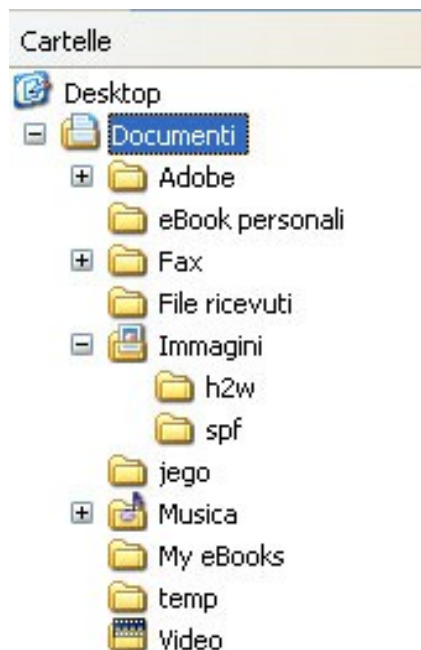 Cartelle
Desktop
Documenti
Adobe
eBook personali
Fax
File ricevuti
Immagini
h2w
spf
jego
Musica
My eBooks
temp
Video